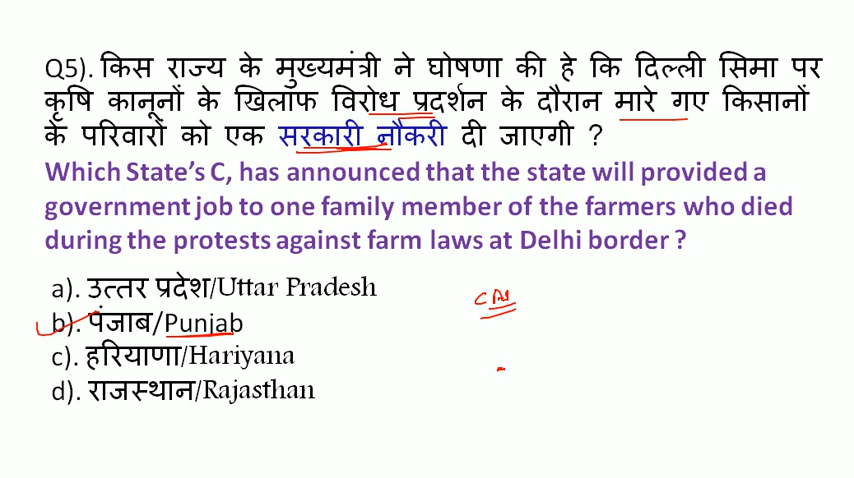 Q5). किस राज्य के मुख्यमंत्री ने घोषणा की हे कि दिल्ली सिमा पर
कृषि कानूनों के खिलाफ विरोध प्रदर्शन के दौरान मारे गए किसानों
के परिवारों को एक सरकारी नौकरी दी जाएगी ?
Which State's C, has announced that the state will provided a
government job to one family member of the farmers who died
during the protests against farm laws at Delhi border ?
a). उत्तर प्रदेश/Uttar Pradesh
b). पंजाब/Punjab
c). हरियाणा/Hariyana
d). राजस्थान/Rajasthan